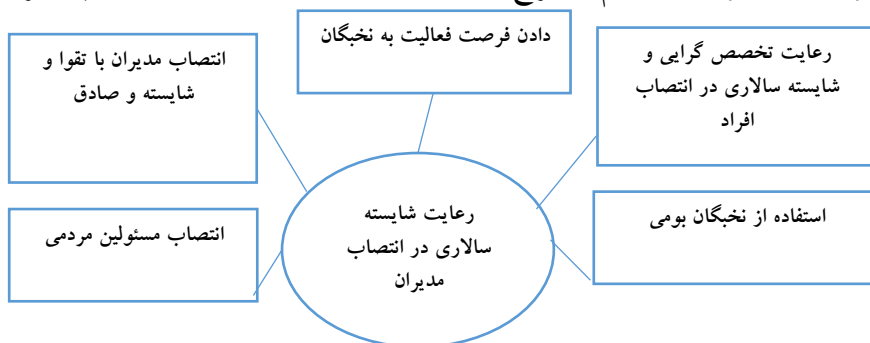 دادن فرصت فعالیت به نخبگان
رعایت تخصص گرایی و
شایسته سالاری در انتصاب
افراد
انتصاب مدیران با تقوا و
شایسته و صادق
رعایت شایسته
سالاری در انتصاب
مدیران
استفاده از نخبگان بومی
انتصاب مسئولین مردمی